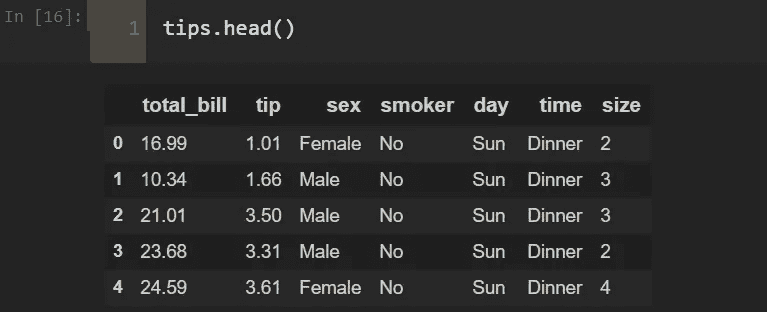 In [16]: 1 tips.head()
total_bill tip sex smoker day time size
0 16.99 1.01 Female No Sun Dinner 2
1 10.34 1.66 Male No Sun Dinner 3
2 21.01 3.50 Male No Sun Dinner 3
3 23.68 3.31 Male No Sun Dinner 2
4 24.59 3.61 Female No Sun Dinner 4